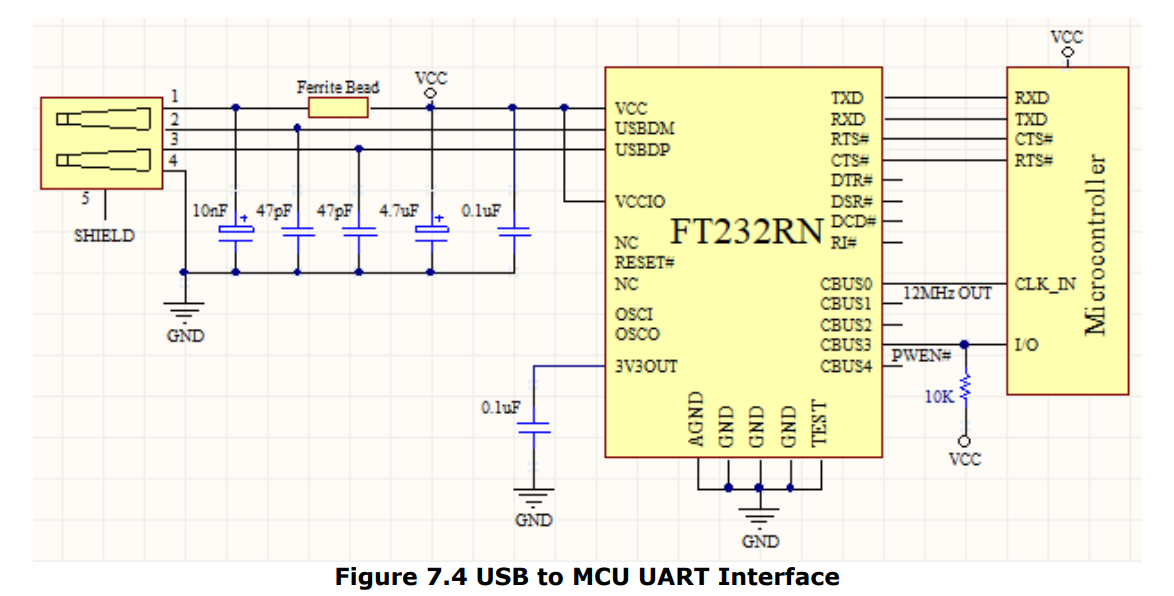 VCC
VCC
Ferrite Bead
1
2
3
4
5
SHIELD
10nF
+
47pF
47pF
4.7uF
+
0.1uF
GND
VCC
USBDM
USBDP
VCCIO
NC
RESET#
NC
OSCI
OSCO
3V3OUT
FT232RN
TXD
RXD
RTS#
CTS#
DTR#
DSR#
DCD#
RI#
CBUS0
CBUS1
CBUS2
CBUS3
CBUS4
AGND
GND
GND
GND
TEST
12MHz OUT
PWEN#
RXD
TXD
CTS#
RTS#
CLK_IN
I/O
Microcontroller
10K
VCC
0.1uF
GND
GND
Figure 7.4 USB to MCU UART Interface